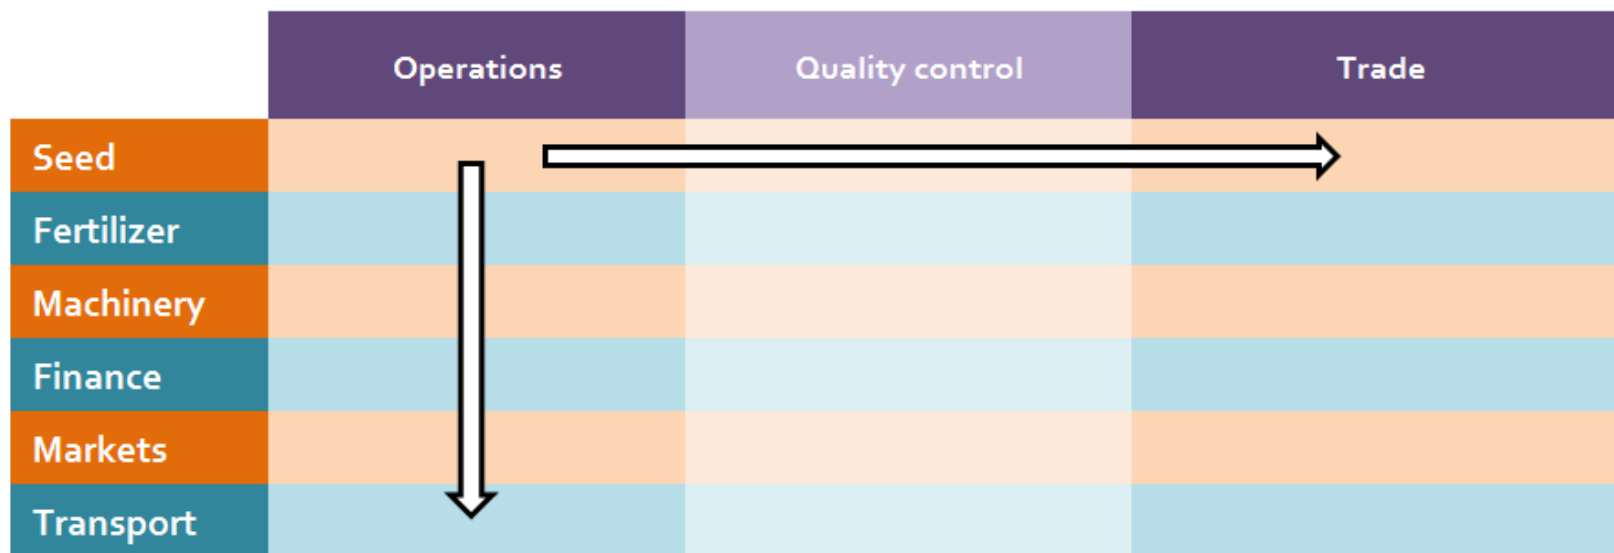 Operations Quality control Trade
Seed
Fertilizer
Machinery
Finance
Markets
Transport